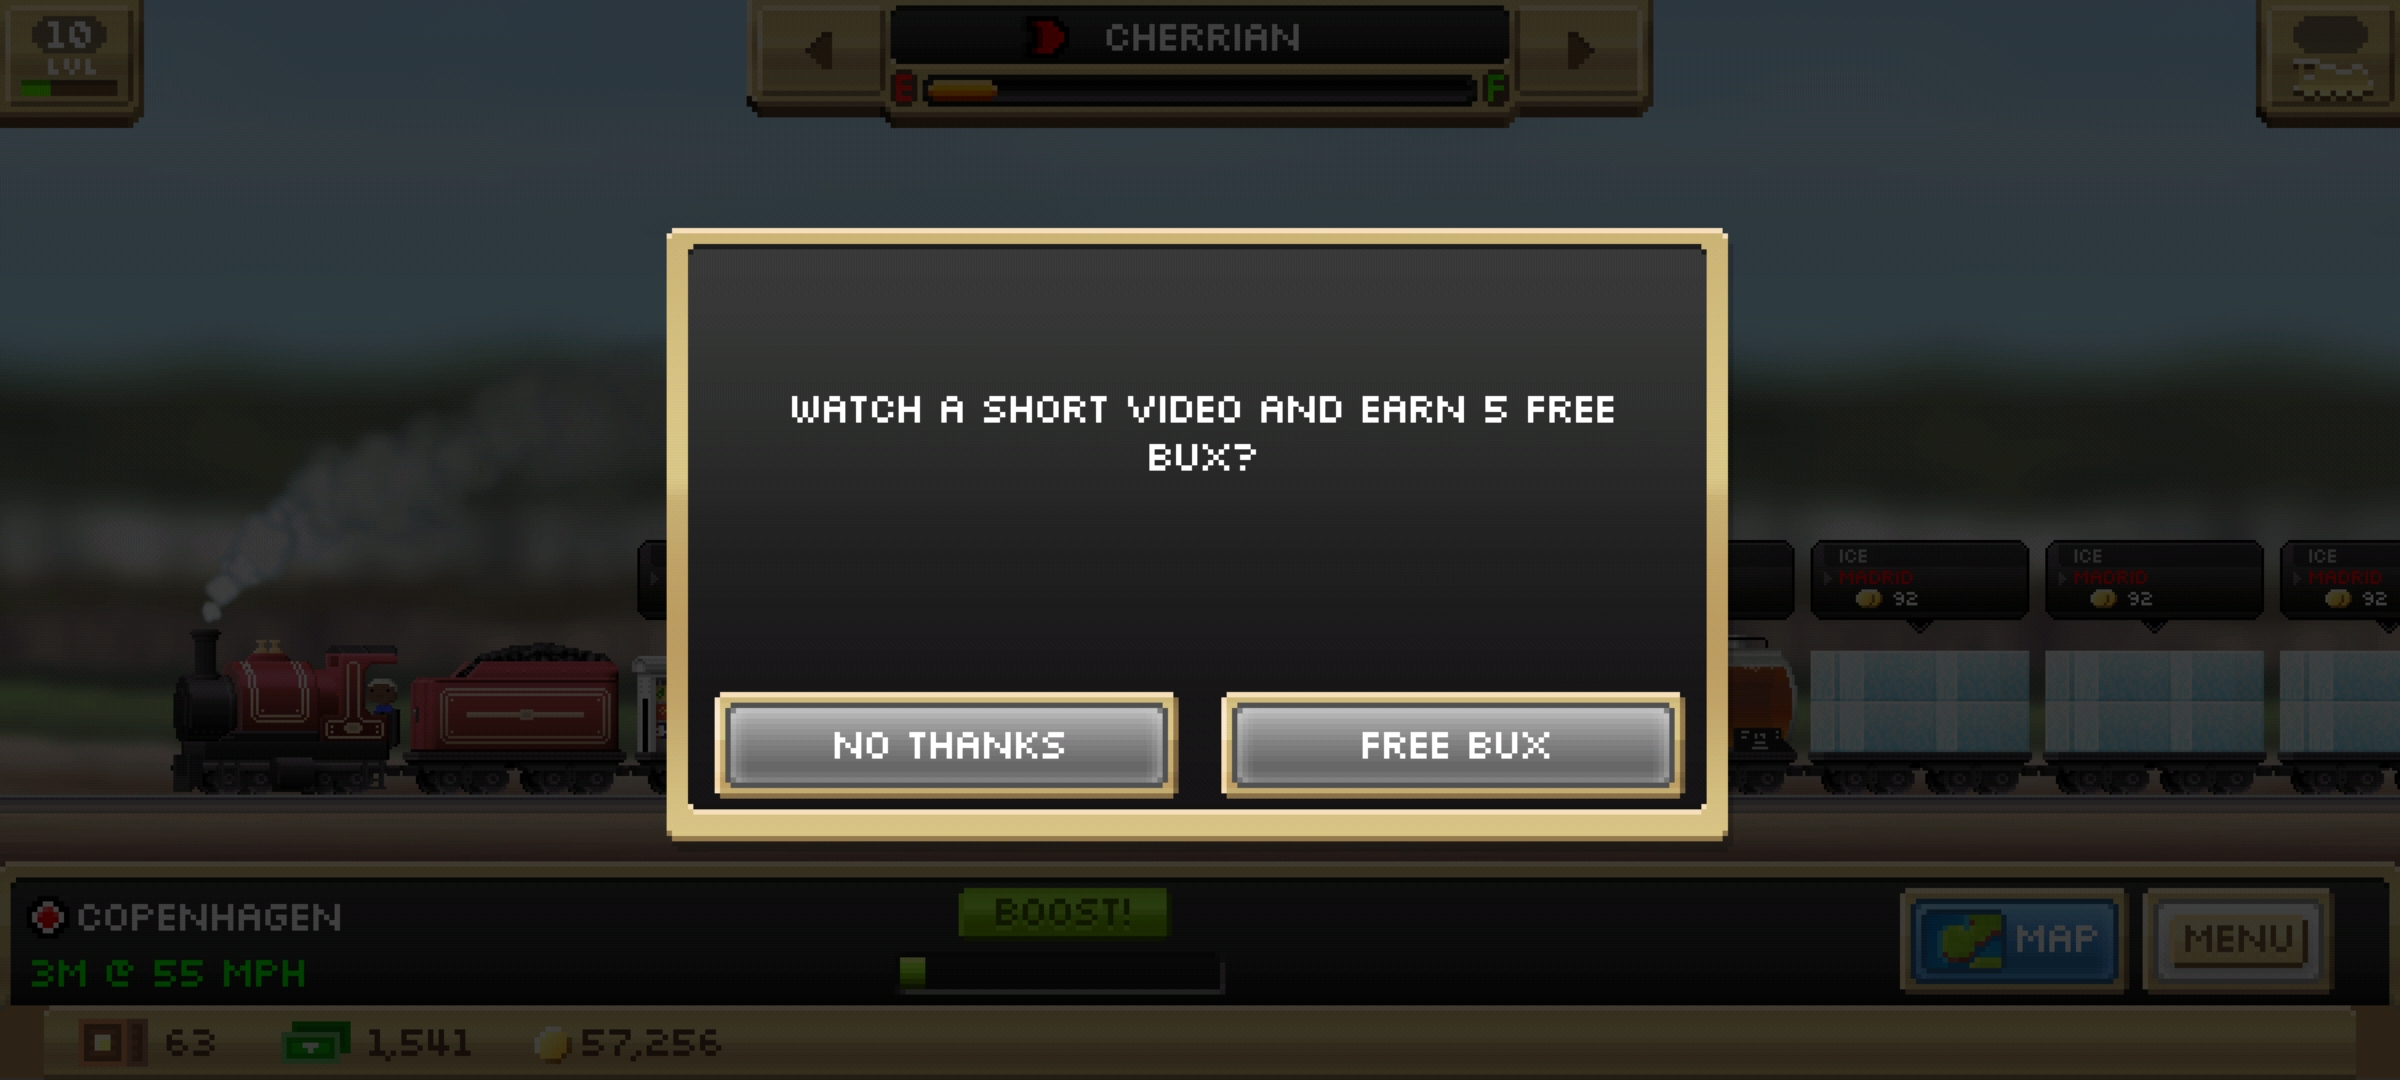 10
LVL
CHERRIAN
E F
WATCH A SHORT VIDEO AND EARN 5 FREE
BUX?
NO THANKS
FREE BUX
ICE
MADRID
92
ICE
MADRID
92
ICE
MADRID
92
COPENHAGEN
3M @ 55 MPH
BOOST!
MAP
MENU
63
1,541
57,256